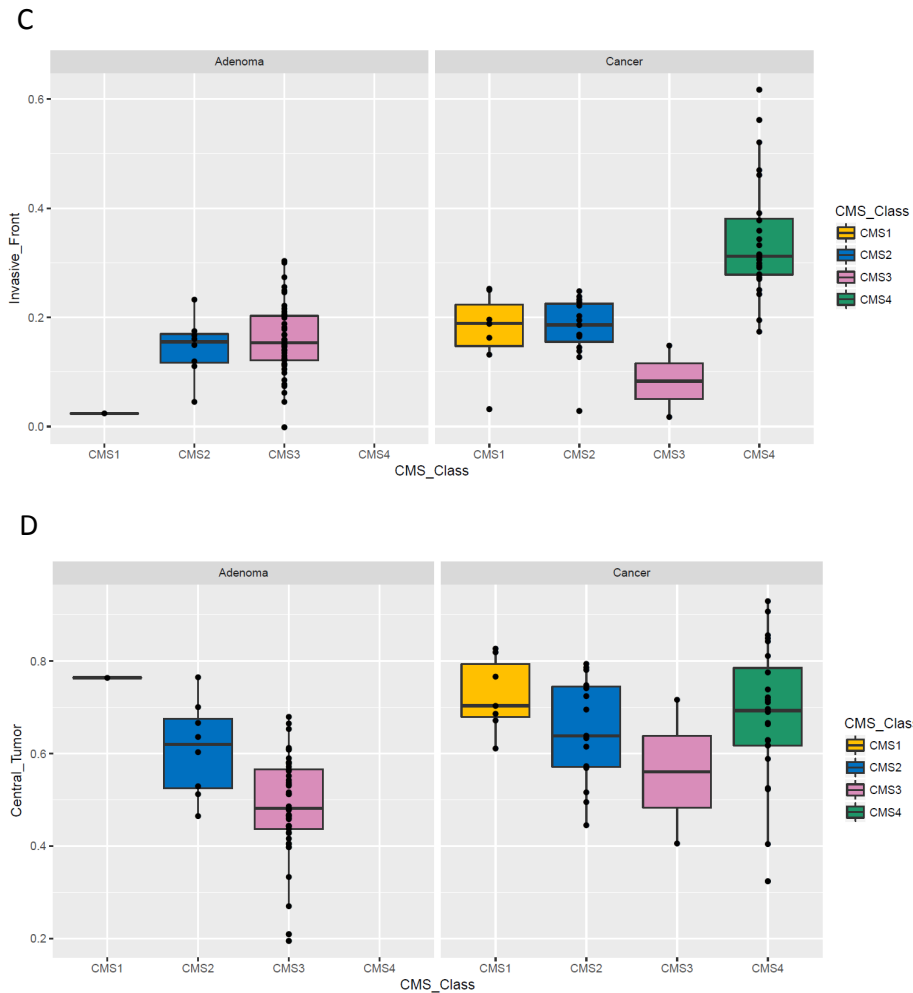 C
Adenoma
Cancer
0.6
0.4
0.2
0.0
Invasive_Front
CMS1
CMS2
CMS3
CMS4
CMS1
CMS2
CMS3
CMS4
CMS_Class
CMS_Class
CMS1
CMS2
CMS3
CMS4
D
Adenoma
Cancer
0.8
0.6
0.4
0.2
Central_Tumor
CMS1
CMS2
CMS3
CMS4
CMS1
CMS2
CMS3
CMS4
CMS_Class
CMS_Clas
CMS1
CMS2
CMS3
CMS4